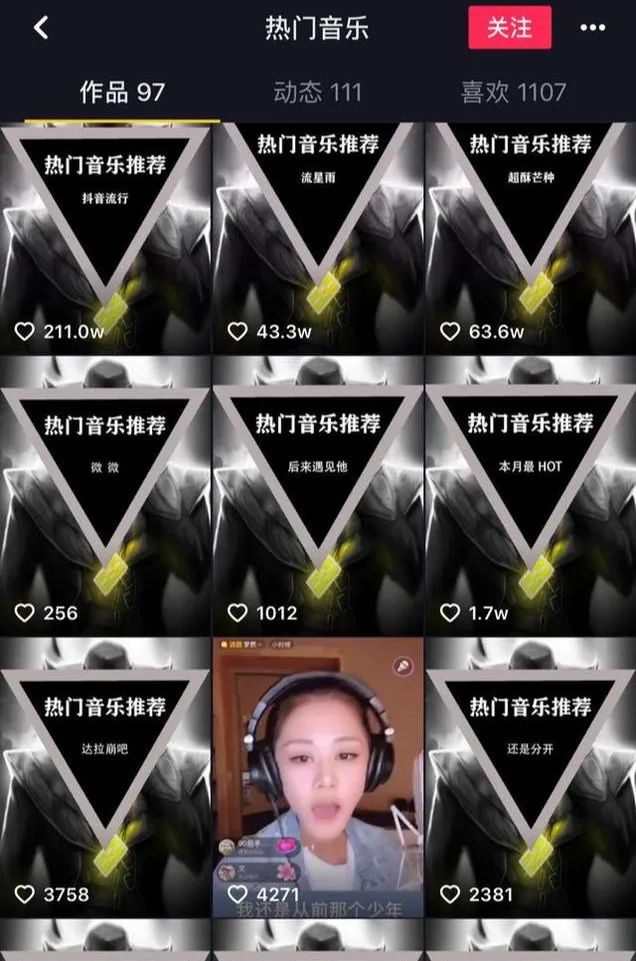 热门音乐
关注
作品 97
动态 111
喜欢 1107
热门音乐推荐
抖音流行
211.0w
热门音乐推荐
流星雨
43.3w
热门音乐推荐
超酥芒种
63.6w
热门音乐推荐
微 微
256
热门音乐推荐
后来遇见他
1012
热门音乐推荐
本月最 HOT
1.7w
热门音乐推荐
达拉崩吧
3758
4271
我还是从前那个少年
热门音乐推荐
还是分开
2381